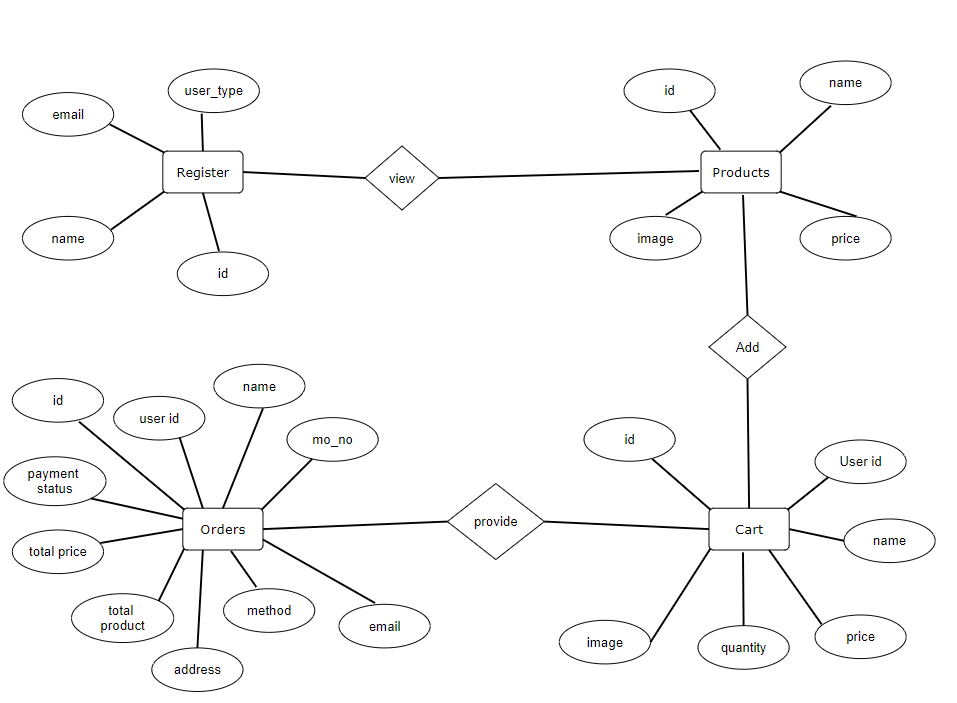 user_type
email
Register
name
id
view
id
name
Products
image
price
Add
id
user id
name
mo_no
payment
status
Orders
total price
total
product
method
email
address
provide
id
User id
Cart
name
image
quantity
price